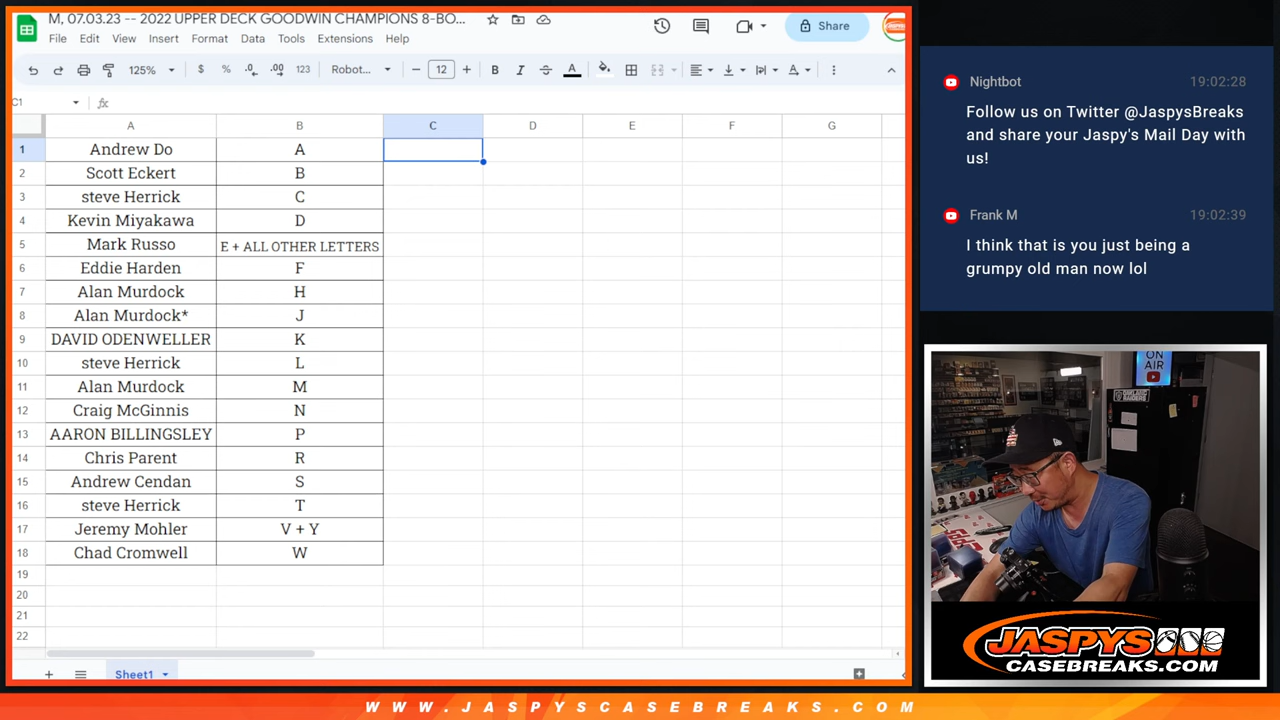 M, 07.03.23 -- 2022 UPPER DECK GOODWIN CHAMPIONS 8-BO...
Share
File Edit View Insert Format Data Tools Extensions Help
125% $ % .0 .00 123 Robot... − 12 + B I S A
C1 fx
A B C D E F G
1 Andrew Do A
2 Scott Eckert B
3 steve Herrick C
4 Kevin Miyakawa D
5 Mark Russo E + ALL OTHER LETTERS
6 Eddie Harden F
7 Alan Murdock H
8 Alan Murdock* J
9 DAVID ODENWELLER K
10 steve Herrick L
11 Alan Murdock M
12 Craig McGinnis N
13 AARON BILLINGSLEY P
14 Chris Parent R
15 Andrew Cendan S
16 steve Herrick T
17 Jeremy Mohler V + Y
18 Chad Cromwell W
19
20
21
22
Sheet1
Nightbot 19:02:28
Follow us on Twitter @JaspysBreaks
and share your Jaspy's Mail Day with
us!
Frank M 19:02:39
I think that is you just being a
grumpy old man now lol
ON
AIR
JASPYS
CASEBREAKS.COM
WWW.JASPYSCASEBREAKS.COM